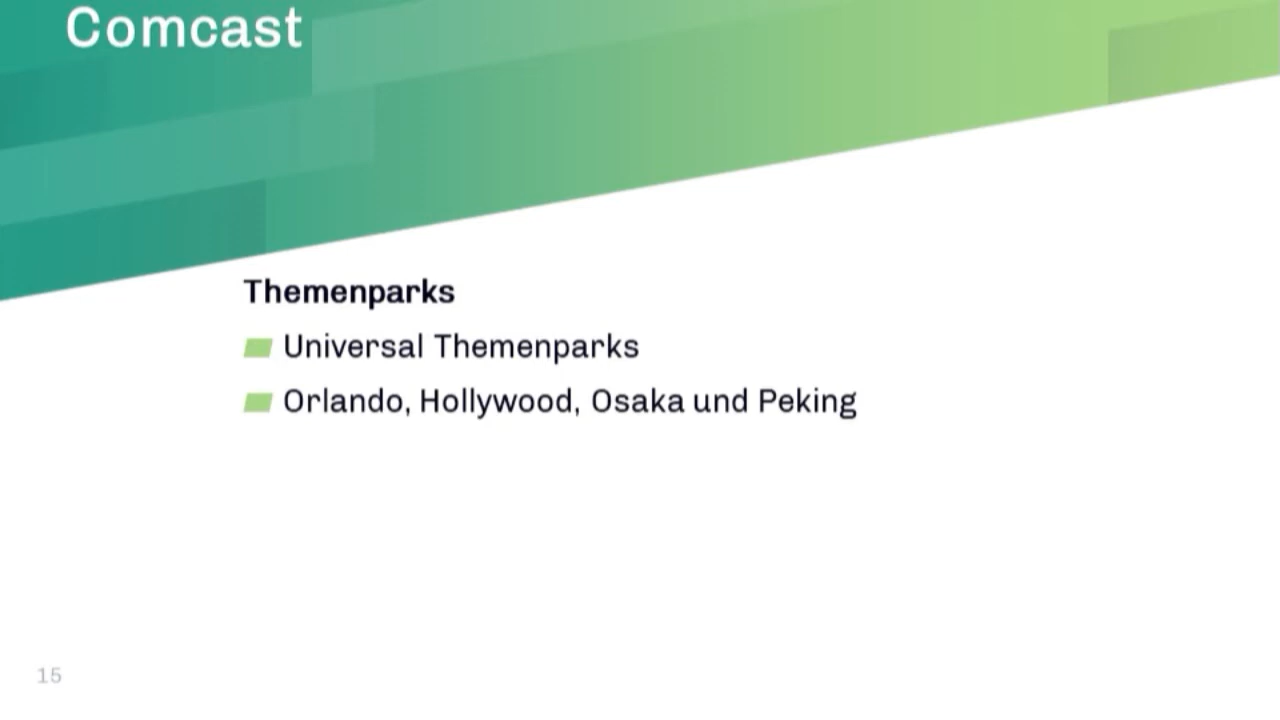 Comcast
Themenparks
Universal Themenparks
Orlando, Hollywood, Osaka und Peking
15